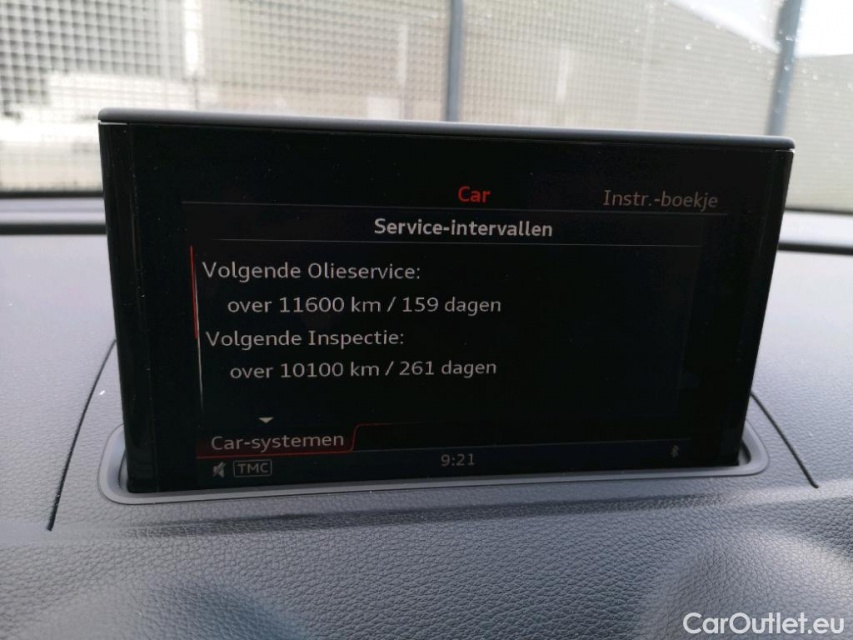 Car
Instr.-boekje
Service-intervallen
Volgende Olieservice:
over 11600 km / 159 dagen
Volgende Inspectie:
over 10100 km / 261 dagen
Car-systemen
TMC
9:21
CarOutlet.eu